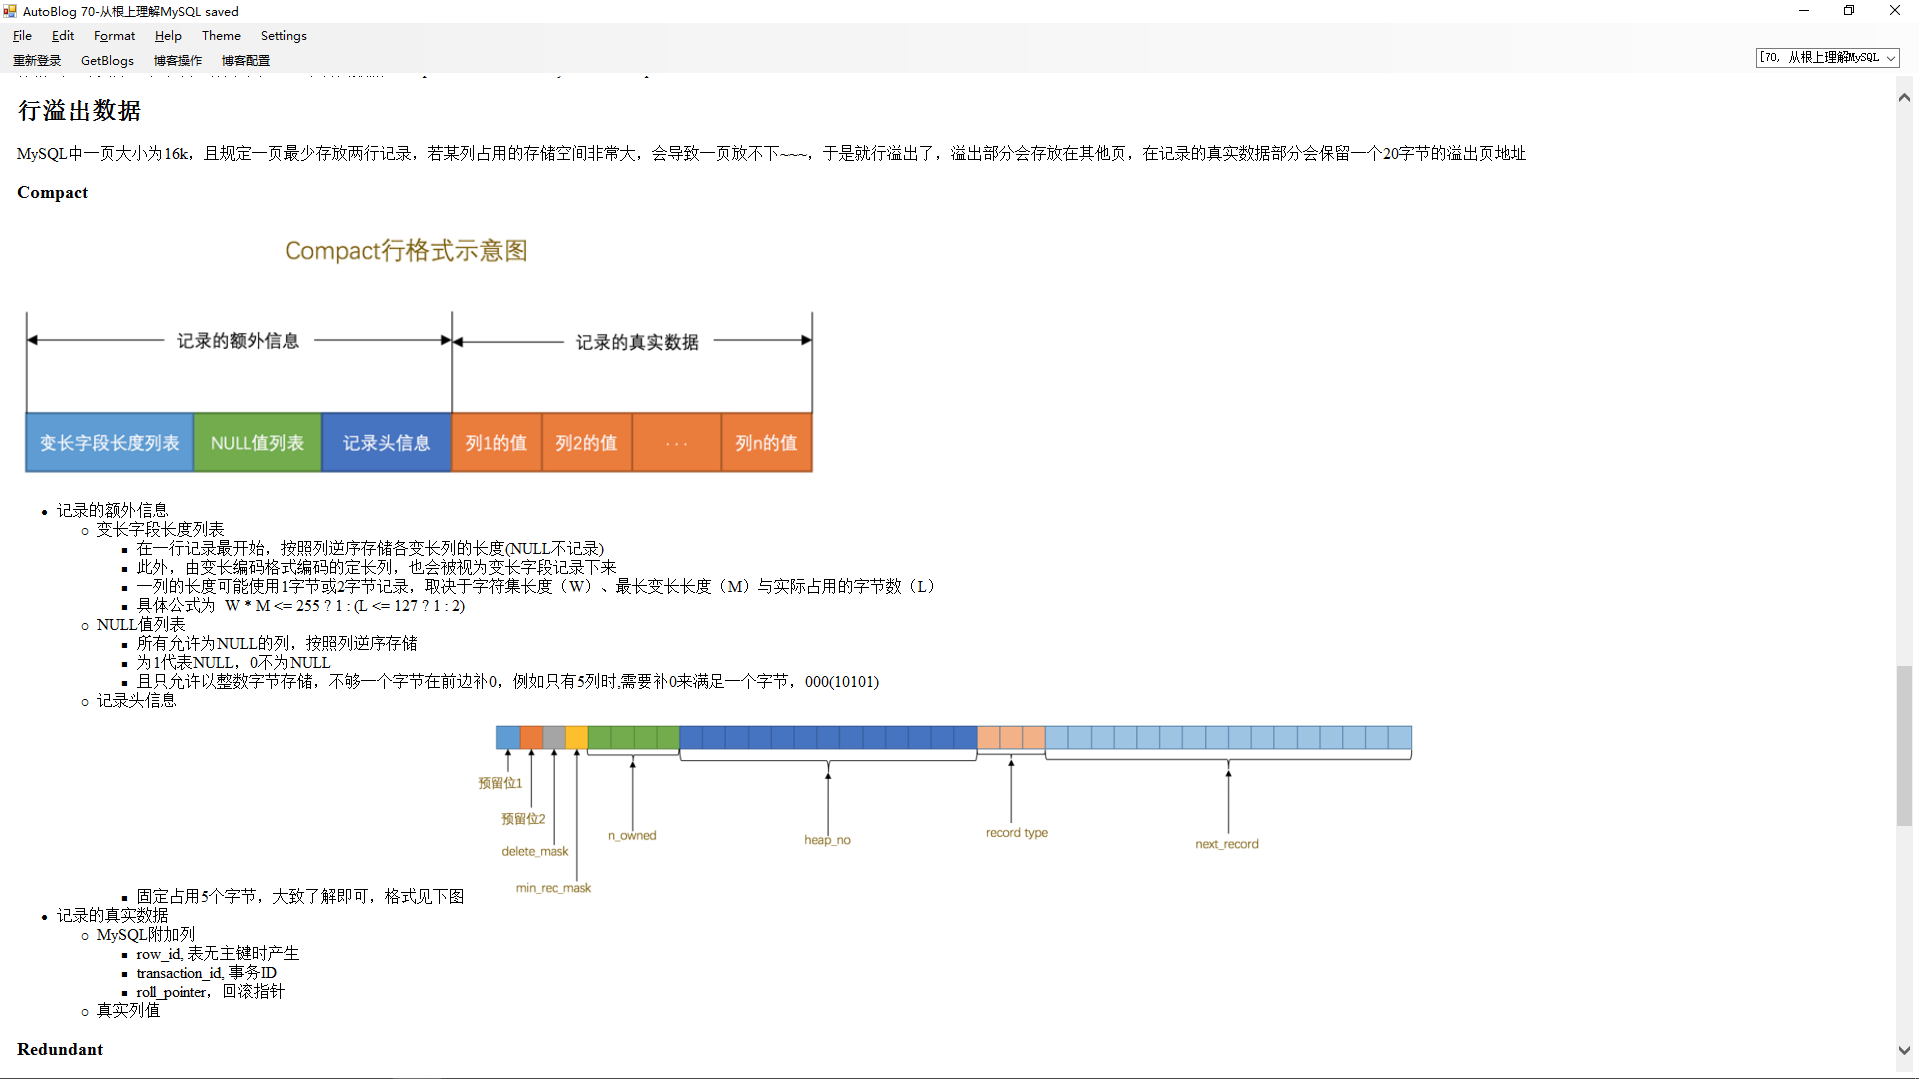 AutoBlog 70-从根上理解MySQL saved
File Edit Format Help Theme Settings
重新登录 GetBlogs 博客操作 博客配置
[70, 从根上理解MySQL
行溢出数据
MySQL中一页大小为16k，且规定一页最少存放两行记录，若某列占用的存储空间非常大，会导致一页放不下~~~，于是就行溢出了，溢出部分会存放在其他页，在记录的真实数据部分会保留一个20字节的溢出页地址
Compact
Compact行格式示意图
记录的额外信息 记录的真实数据
变长字段长度列表 NULL值列表 记录头信息 列1的值 列2的值 ··· 列n的值
记录的额外信息
变长字段长度列表
在一行记录最开始，按照列逆序存储各变长列的长度(NULL不记录)
此外，由变长编码格式编码的定长列，也会被视为变长字段记录下来
一列的长度可能使用1字节或2字节记录，取决于字符集长度（W）、最长变长长度（M）与实际占用的字节数（L）
具体公式为 W * M <= 255 ? 1 : (L <= 127 ? 1 : 2)
NULL值列表
所有允许为NULL的列，按照列逆序存储
为1代表NULL，0不为NULL
且只允许以整数字节存储，不够一个字节在前边补0，例如只有5列时,需要补0来满足一个字节，000(10101)
记录头信息
预留位1
预留位2
delete_mask
min_rec_mask
n_owned
heap_no
record type
next_record
固定占用5个字节，大致了解即可，格式见下图
记录的真实数据
MySQL附加列
row_id, 表无主键时产生
transaction_id, 事务ID
roll_pointer，回滚指针
真实列值
Redundant